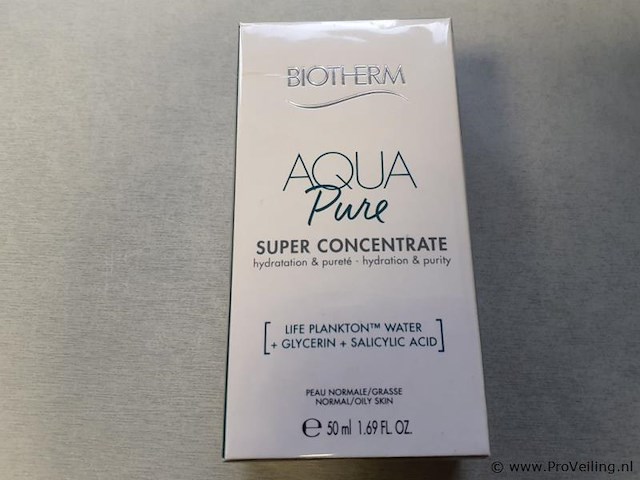 BIOTHERM
AQUA
Pure
SUPER CONCENTRATE
hydratation & pureté - hydration & purity
[ LIFE PLANKTON™ WATER
+ GLYCERIN + SALICYLIC ACID ]
PEAU NORMALE/GRASSE
NORMAL/OILY SKIN
℮ 50 ml 1.69 FL. OZ.
© www.ProVeiling.nl